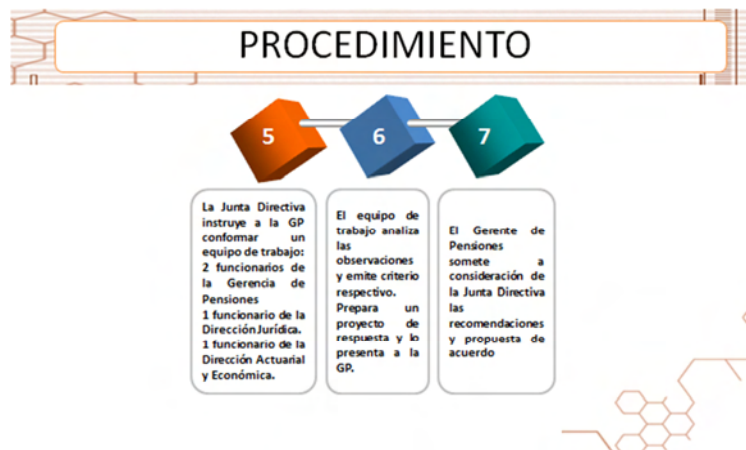 PROCEDIMIENTO
5
6
7
La Junta Directiva
instruye a la GP
conformar un
equipo de trabajo:
2 funcionarios de
la Gerencia de
Pensiones
1 funcionario de la
Dirección Jurídica.
1 funcionario de la
Dirección Actuarial
y Económica.
El equipo de
trabajo analiza
las
observaciones
y emite criterio
respectivo.
Prepara un
proyecto de
respuesta y lo
presenta a la
GP.
El Gerente de
Pensiones
somete a
consideración de
la Junta Directiva
las
recomendaciones
y propuesta de
acuerdo